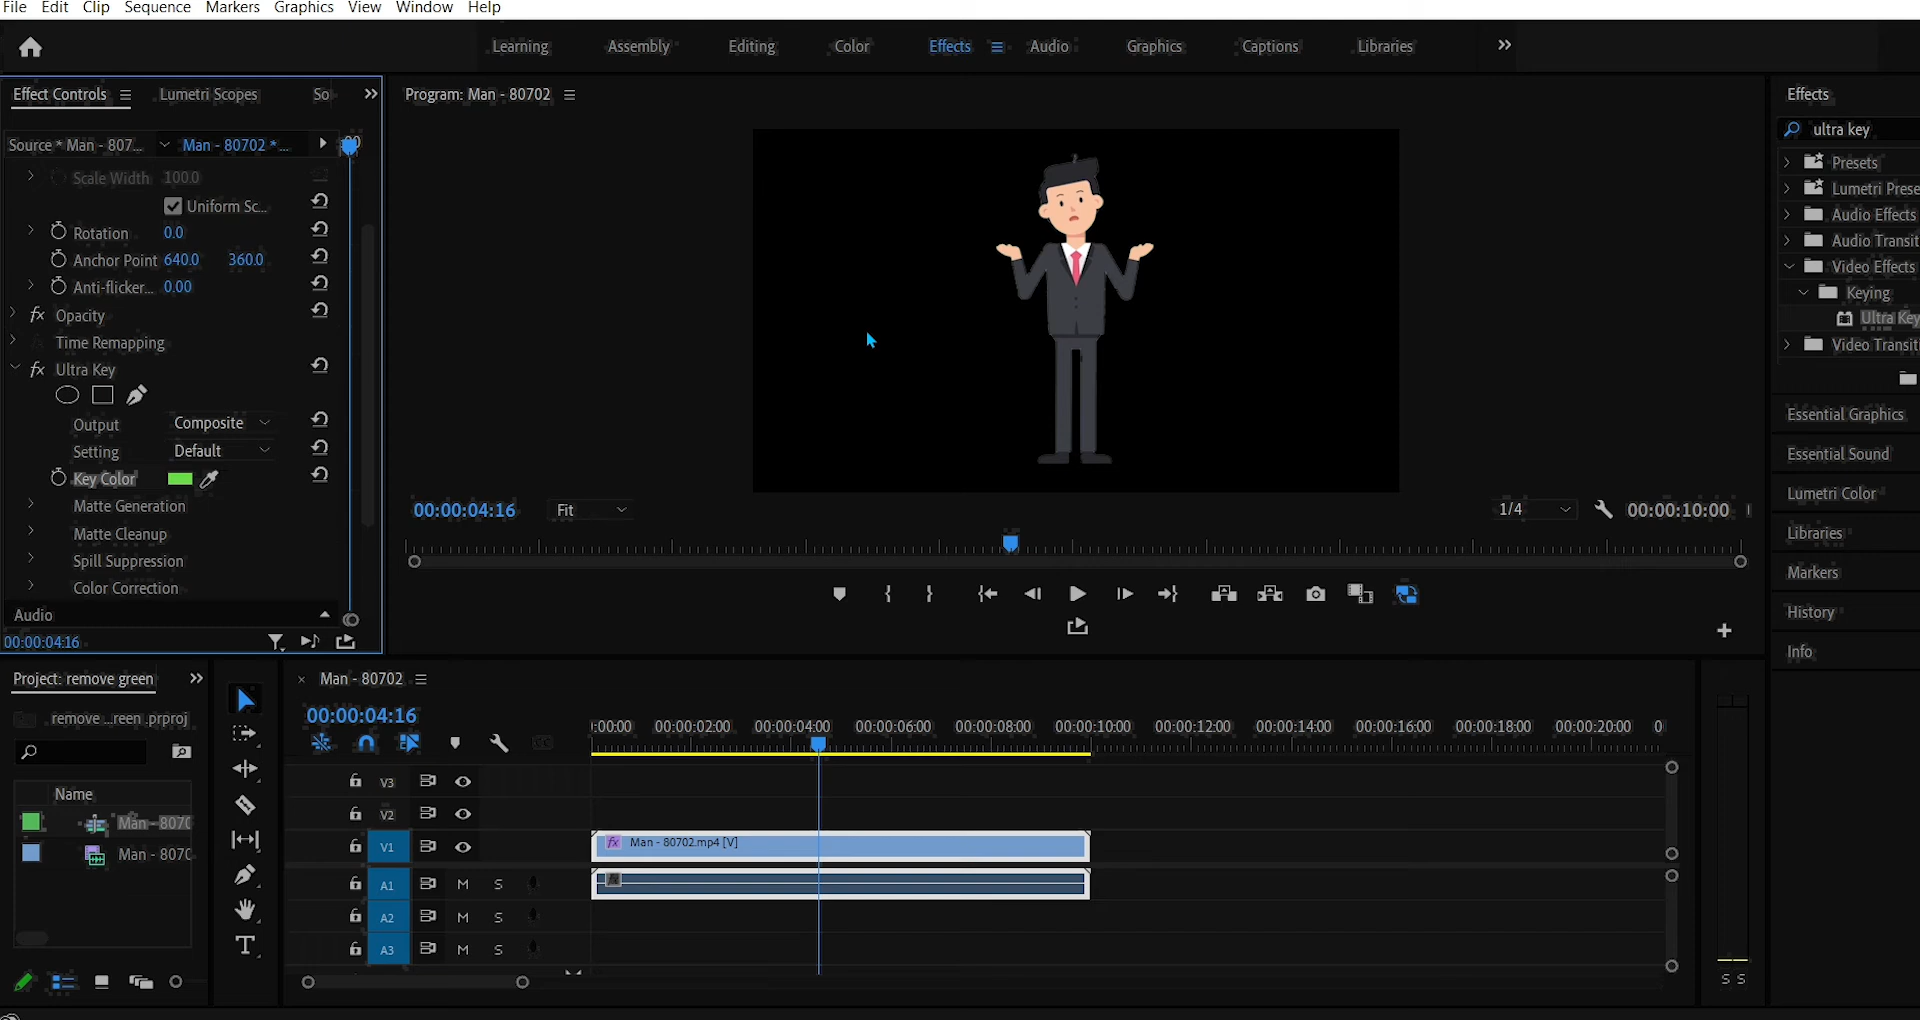 File Edit Clip Sequence Markers Graphics View Window Help
Learning Assembly Editing Color Effects Audio Graphics Captions Libraries
Effect Controls Lumetri Scopes So
Program: Man - 80702
Effects
Source * Man - 807... Man - 80702 *...
ultra key
Scale Width 100.0
Uniform Sc...
Rotation 0.0
Anchor Point 640.0 360.0
Anti-flicker... 0.00
fx Opacity
Time Remapping
fx Ultra Key
Output Composite
Setting Default
Key Color
Matte Generation
Matte Cleanup
Spill Suppression
Color Correction
Audio
00:00:04:16
00:00:04:16 Fit 1/4 00:00:10:00
Presets
Lumetri Prese
Audio Effects
Audio Transit
Video Effects
Keying
Ultra Key
Video Transiti
Essential Graphics
Essential Sound
Lumetri Color
Libraries
Markers
History
Info
Project: remove green
remove ...reen .prproj
Name
Man - 8070
Man - 8070
Man - 80702
00:00:04:16
:00:00 00:00:02:00 00:00:04:00 00:00:06:00 00:00:08:00 00:00:10:00 00:00:12:00 00:00:14:00 00:00:16:00 00:00:18:00 00:00:20:00 0
V3
V2
V1 fx Man - 80702.mp4 [V]
A1 M S
A2 M S
A3 M S
S S